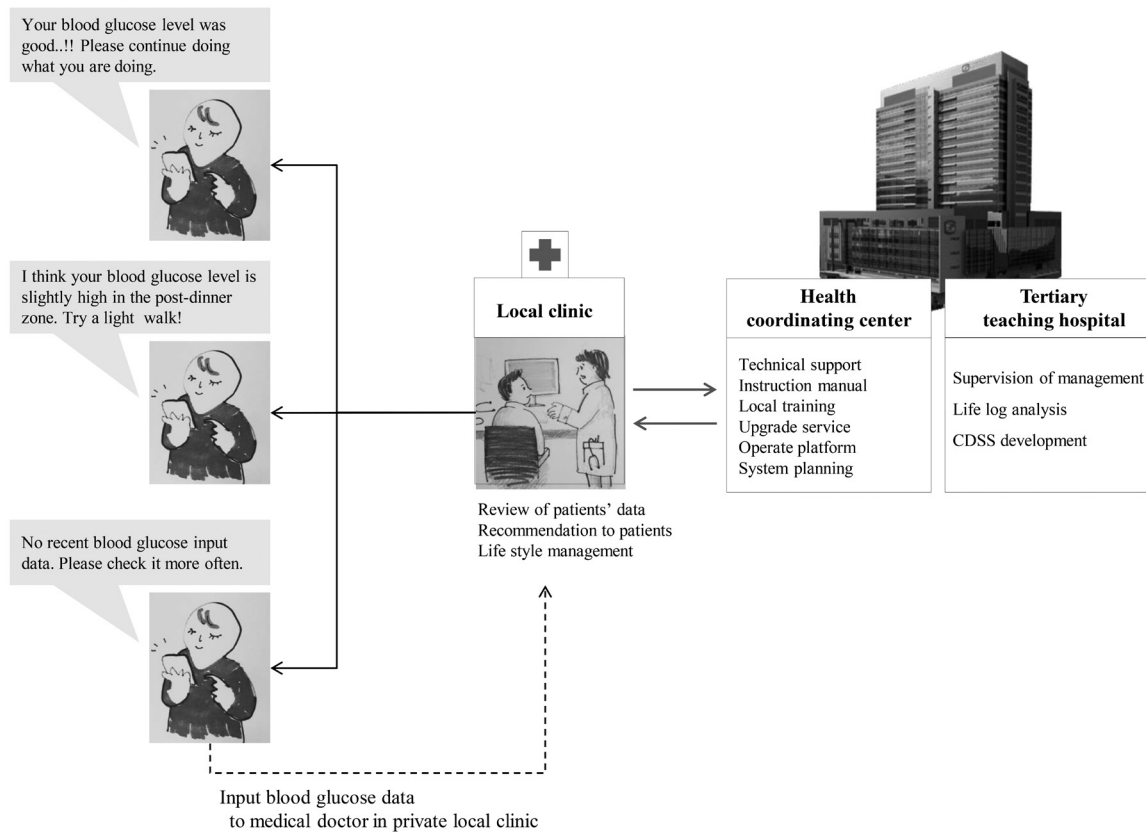 Your blood glucose level was
good..!! Please continue doing
what you are doing.
I think your blood glucose level is
slightly high in the post-dinner
zone. Try a light walk!
No recent blood glucose input
data. Please check it more often.
Local clinic
Review of patients' data
Recommendation to patients
Life style management
Input blood glucose data
to medical doctor in private local clinic
Health
coordinating center
Technical support
Instruction manual
Local training
Upgrade service
Operate platform
System planning
Tertiary
teaching hospital
Supervision of management
Life log analysis
CDSS development